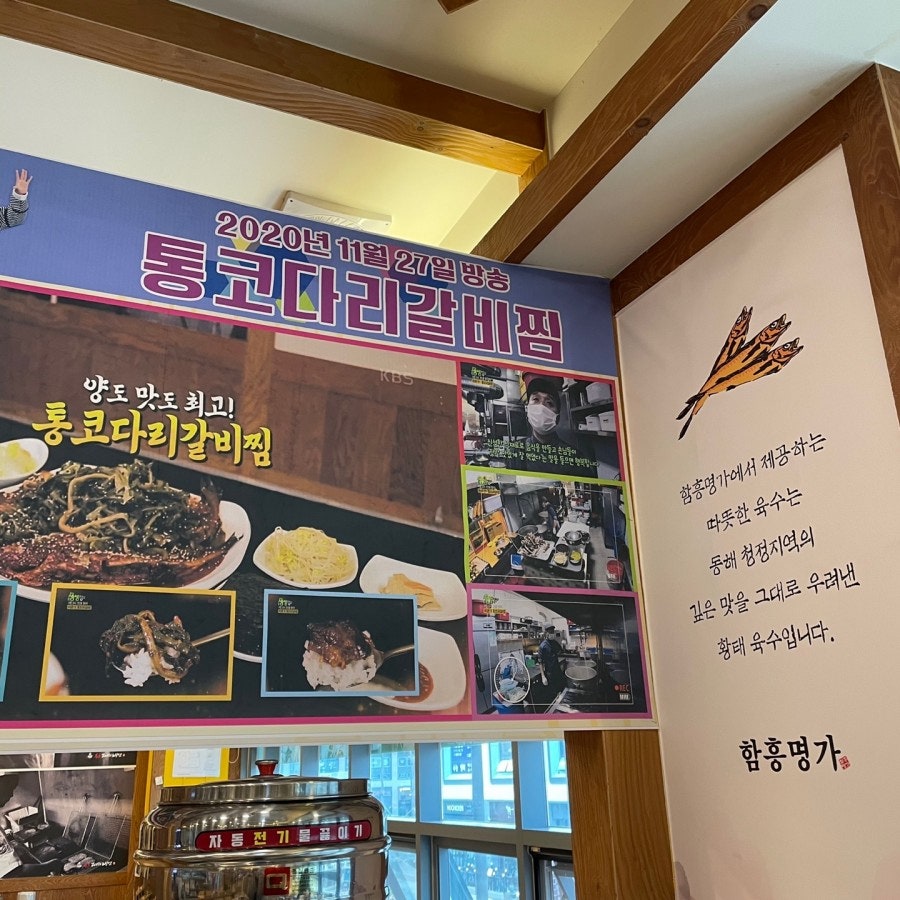 2020년 11월 27일 방송
통코다리갈비찜
KBS
양도 맛도 최고!
통코다리갈비찜
REC
함흥명가에서 제공하는
따뜻한 육수는
동해 청정지역의
깊은 맛을 그대로 우려낸
황태 육수입니다.
함흥명가
자동전기물끓이기